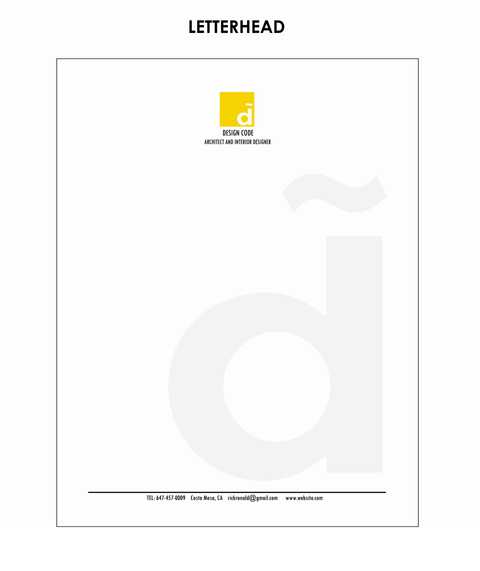 LETTERHEAD
d̃
DESIGN CODE
ARCHITECT AND INTERIOR DESIGNER
d̃
TEL: 647-457-0009 Costa Mesa, CA rickronald@gmail.com www.website.com